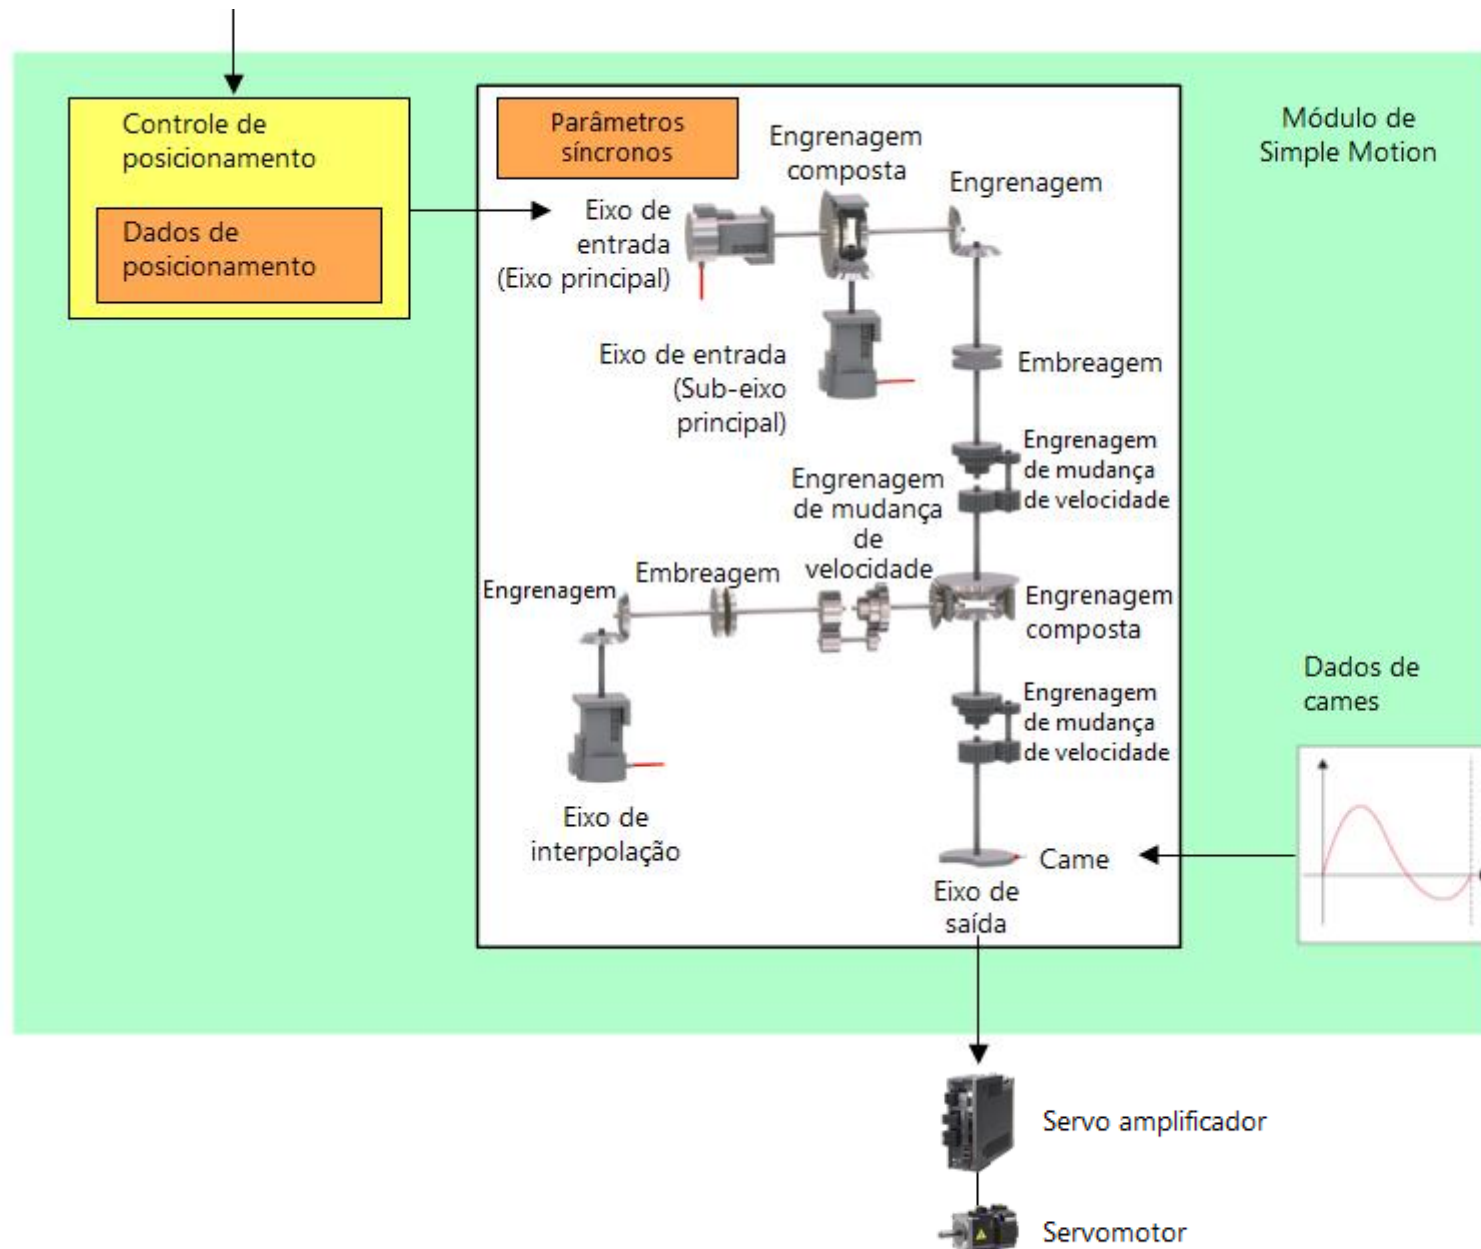 Controle de
posicionamento
Dados de
posicionamento
Parâmetros
síncronos
Engrenagem
composta
Engrenagem
Módulo de
Simple Motion
Eixo de
entrada
(Eixo principal)
Eixo de entrada
(Sub-eixo
principal)
Embreagem
Engrenagem
de mudança
de velocidade
Engrenagem
de mudança
de
velocidade
Embreagem
Engrenagem
Engrenagem
composta
Engrenagem
de mudança
de velocidade
Dados de
cames
Eixo de
interpolação
Came
Eixo de
saída
Servo amplificador
Servomotor